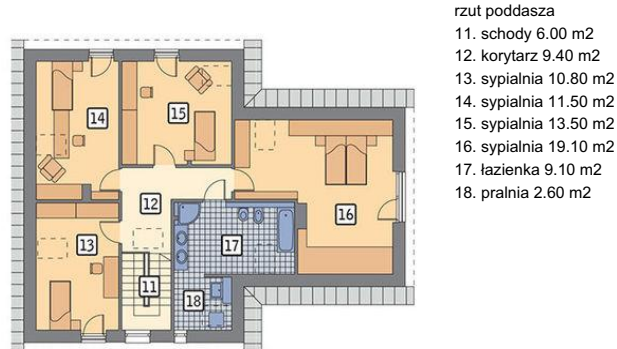 rzut poddasza
11. schody 6.00 m2
12. korytarz 9.40 m2
13. sypialnia 10.80 m2
14. sypialnia 11.50 m2
15. sypialnia 13.50 m2
16. sypialnia 19.10 m2
17. łazienka 9.10 m2
18. pralnia 2.60 m2
14
15
12
16
13
17
11
18